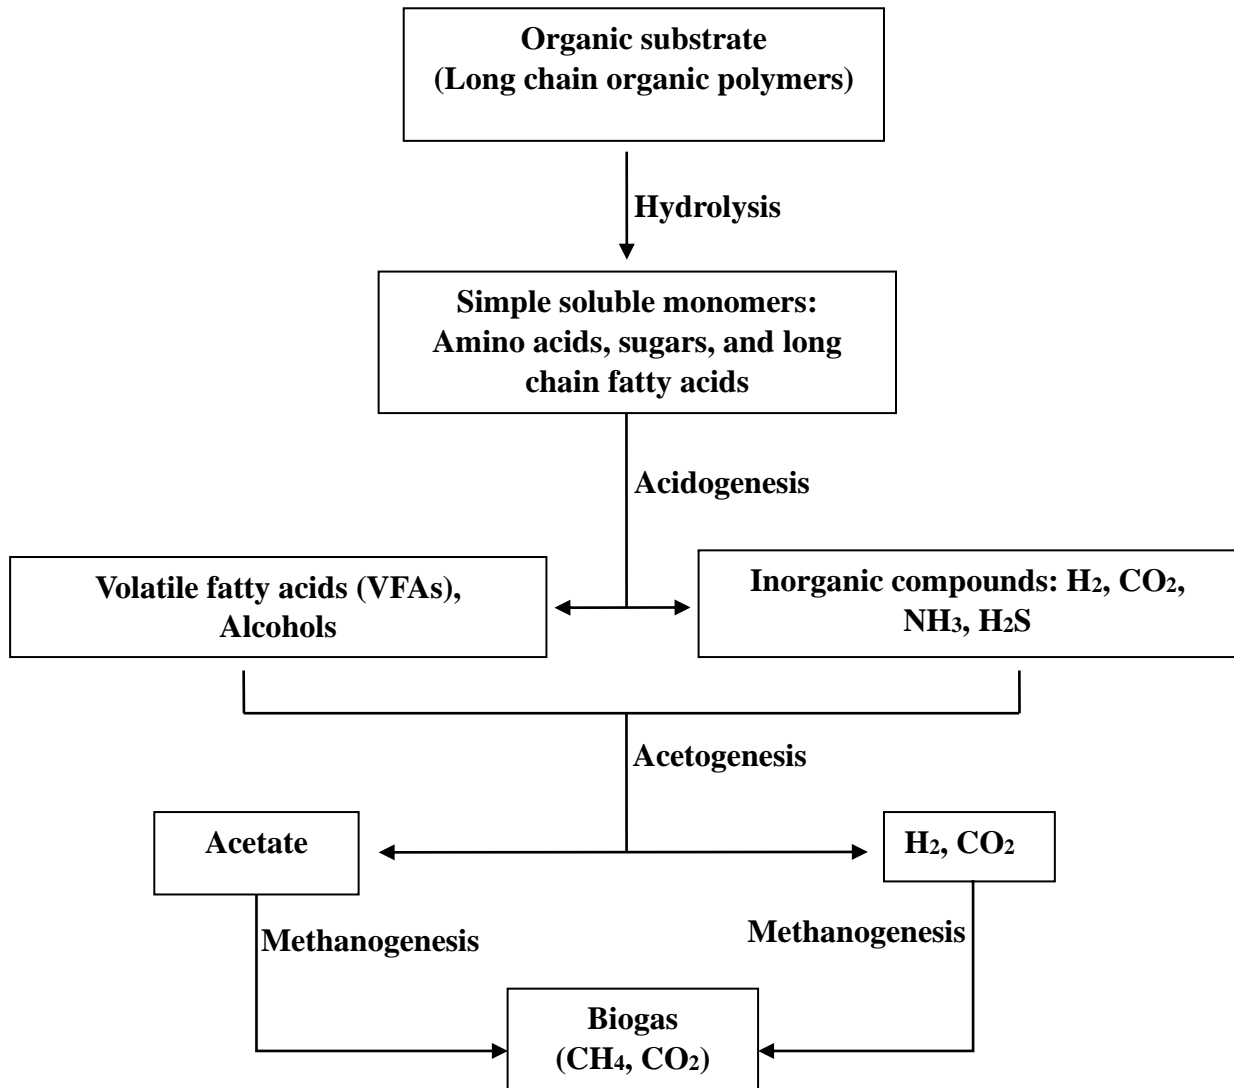 Organic substrate
(Long chain organic polymers)
Hydrolysis
Simple soluble monomers:
Amino acids, sugars, and long
chain fatty acids
Acidogenesis
Volatile fatty acids (VFAs),
Alcohols
Inorganic compounds: H₂, CO₂,
NH₃, H₂S
Acetogenesis
Acetate
H₂, CO₂
Methanogenesis
Methanogenesis
Biogas
(CH₄, CO₂)